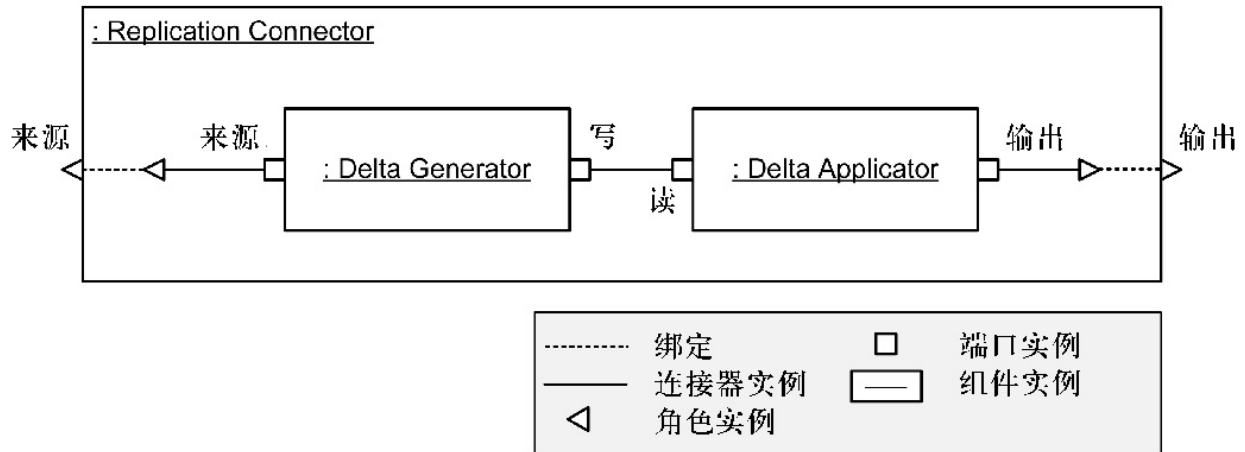 : Replication Connector
来源
来源
: Delta Generator
写
读
: Delta Applicator
输出
输出
绑定
端口实例
连接器实例
组件实例
角色实例